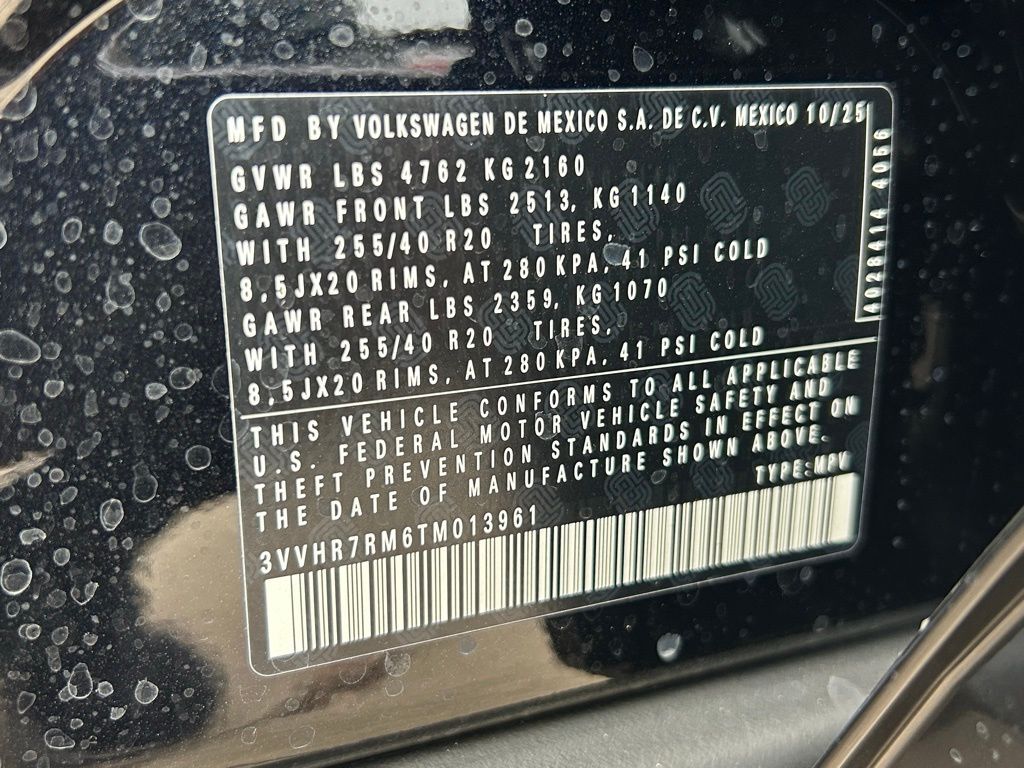 MFD BY VOLKSWAGEN DE MEXICO S.A. DE C.V. MEXICO 10/25
GVWR LBS 4762 KG 2160
GAWR FRONT LBS 2513, KG 1140
WITH 255/40 R20 TIRES,
8,5JX20 RIMS, AT 280 KPA, 41 PSI COLD
GAWR REAR LBS 2359, KG 1070
WITH 255/40 R20 TIRES,
8,5JX20 RIMS, AT 280 KPA, 41 PSI COLD
THIS VEHICLE CONFORMS TO ALL APPLICABLE
U.S. FEDERAL MOTOR VEHICLE SAFETY AND
THEFT PREVENTION STANDARDS IN EFFECT ON
THE DATE OF MANUFACTURE SHOWN ABOVE.
TYPE:MPV
3VVHR7RM6TM013961